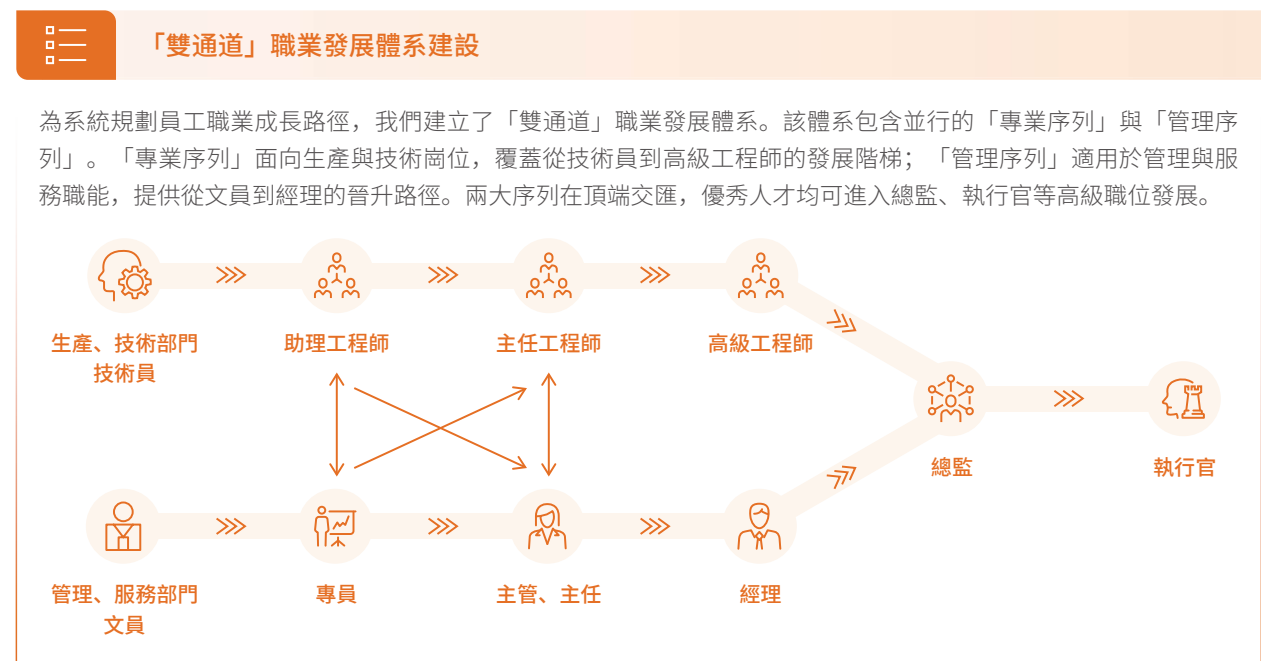 「雙通道」職業發展體系建設
為系統規劃員工職業成長路徑，我們建立了「雙通道」職業發展體系。該體系包含並行的「專業序列」與「管理序
列」。「專業序列」面向生產與技術崗位，覆蓋從技術員到高級工程師的發展階梯；「管理序列」適用於管理與服
務職能，提供從文員到經理的晉升路徑。兩大序列在頂端交匯，優秀人才均可進入總監、執行官等高級職位發展。
生產、技術部門
技術員
助理工程師
主任工程師
高級工程師
總監
執行官
管理、服務部門
文員
專員
主管、主任
經理